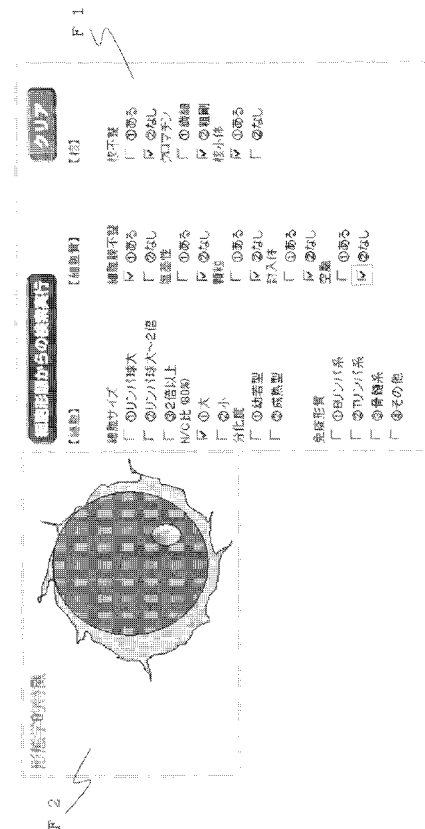 F 1
F 2
形態学的特徴
細胞形態からの検索実行
クリア
【細胞】
細胞サイズ
①リンパ球大
②リンパ球大～2倍
③2倍以上
N/C比(80%)
①大
②小
分化度
①幼若型
②成熟型
免疫形質
①Bリンパ系
②Tリンパ系
③骨髄系
④その他
【細胞質】
細胞膜不整
①ある
②なし
塩基性
①ある
②なし
顆粒
①ある
②なし
封入体
①ある
②なし
空胞
①ある
②なし
【核】
核不整
①ある
②なし
クロマチン
①繊細
②粗剛
核小体
①ある
②なし